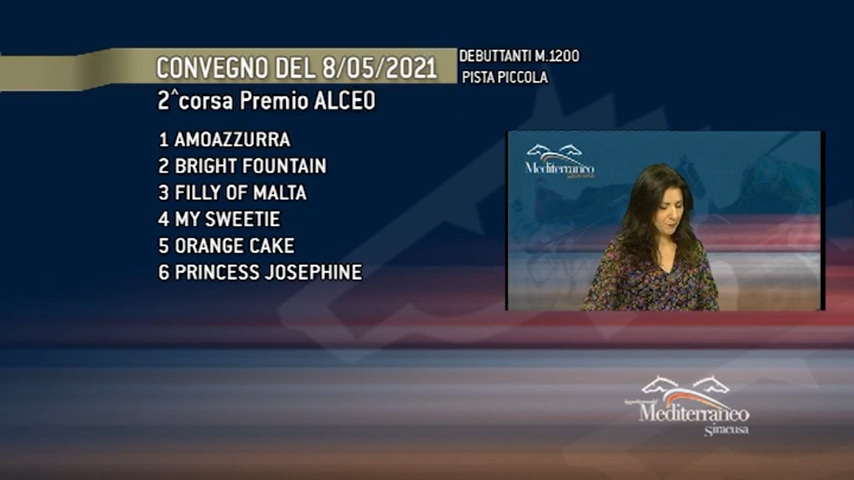 CONVEGNO DEL 8/05/2021
DEBUTTANTI M.1200
PISTA PICCOLA
2^corsa Premio ALCEO
1 AMOAZZURRA
2 BRIGHT FOUNTAIN
3 FILLY OF MALTA
4 MY SWEETIE
5 ORANGE CAKE
6 PRINCESS JOSEPHINE
Mediterraneo
Mediterraneo
Siracusa